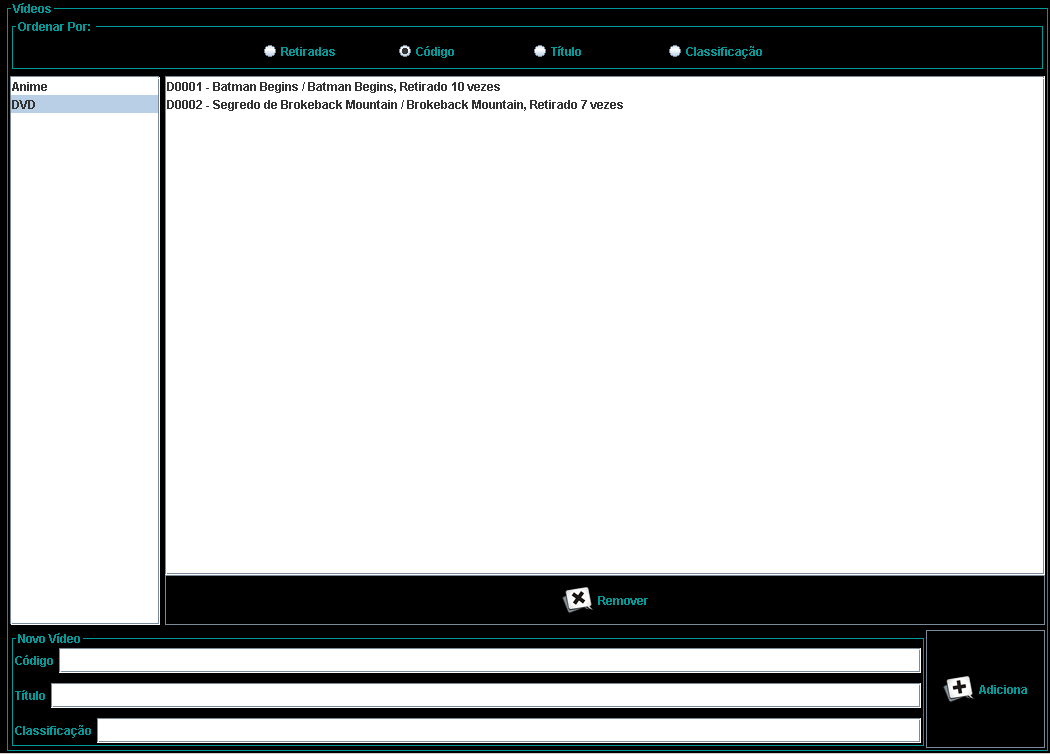 Vídeos
Ordenar Por:
Retiradas Código Título Classificação
Anime
DVD
D0001 - Batman Begins / Batman Begins, Retirado 10 vezes
D0002 - Segredo de Brokeback Mountain / Brokeback Mountain, Retirado 7 vezes
Remover
Novo Vídeo
Código
Título
Classificação
Adiciona